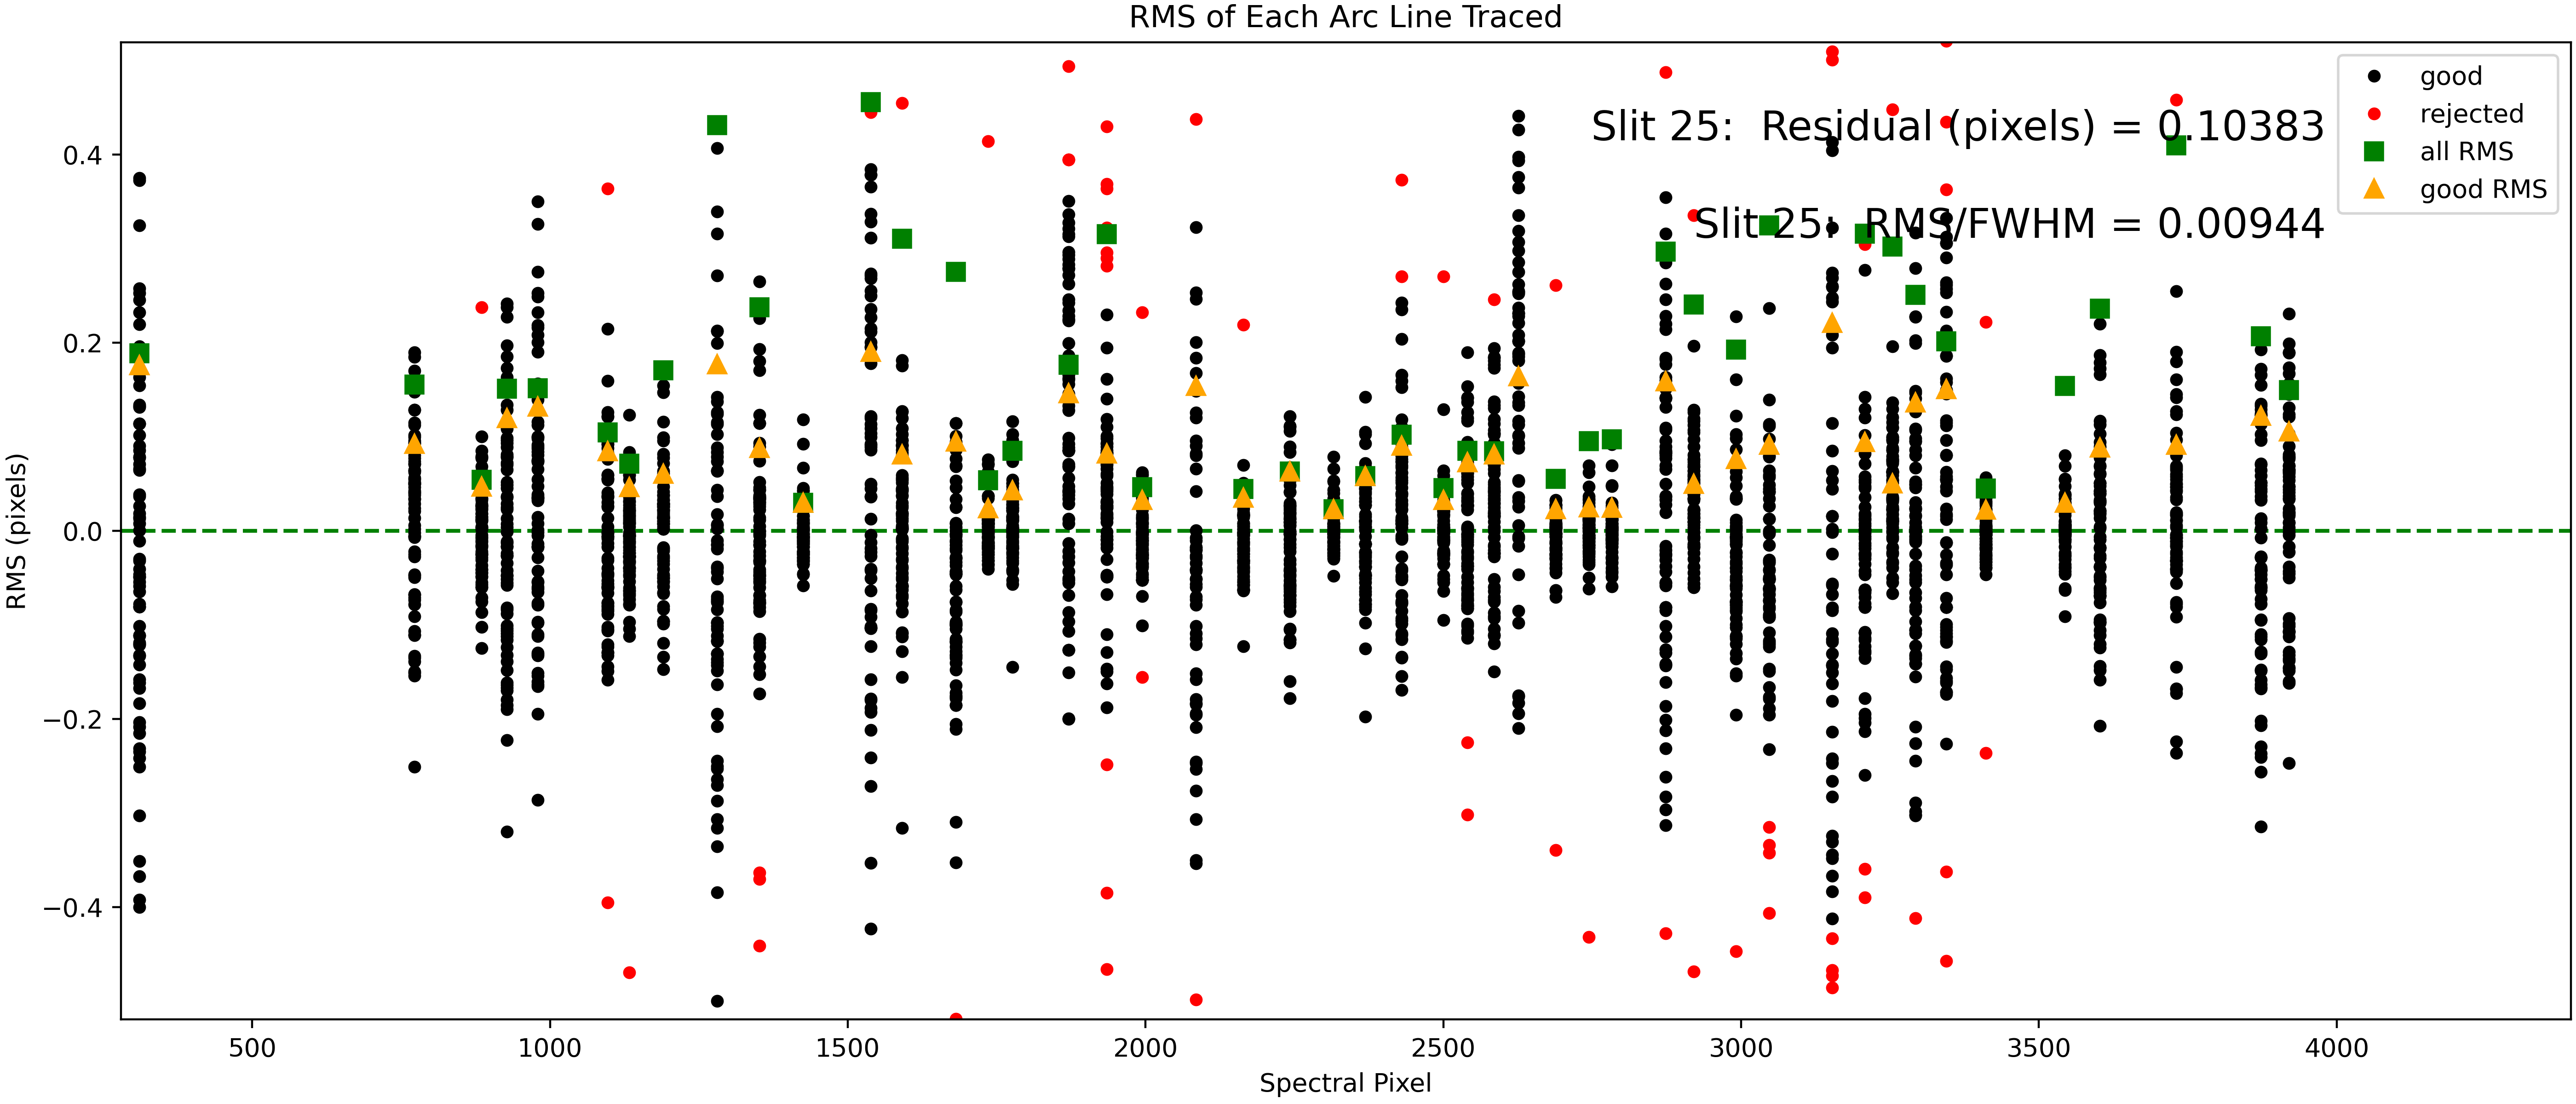 RMS of Each Arc Line Traced
good
rejected
all RMS
good RMS
Slit 25:  Residual (pixels) = 0.10383
Slit 25:  RMS/FWHM = 0.00944
RMS (pixels)
0.4
0.2
0.0
−0.2
−0.4
500 1000 1500 2000 2500 3000 3500 4000
Spectral Pixel